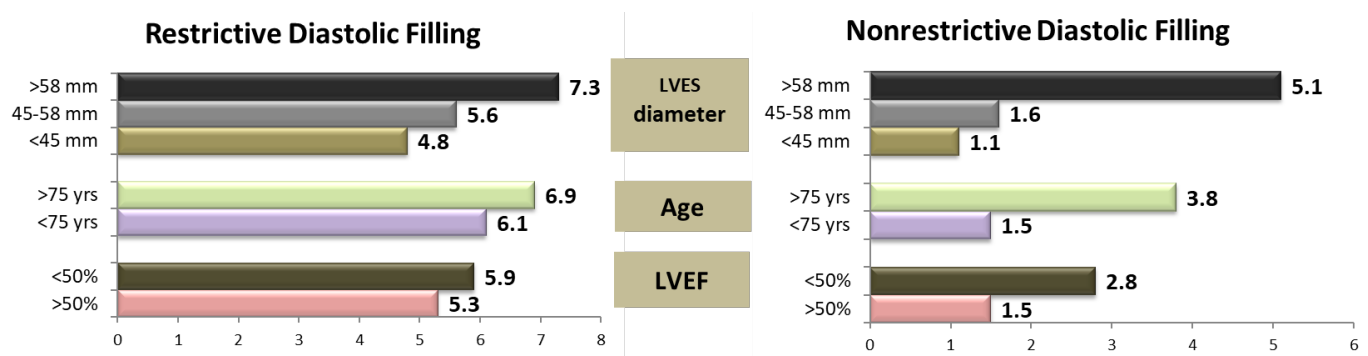 Restrictive Diastolic Filling
>58 mm
7.3
45-58 mm
5.6
<45 mm
4.8
>75 yrs
6.9
<75 yrs
6.1
<50%
5.9
>50%
5.3
0 1 2 3 4 5 6 7 8
LVES
diameter
Age
LVEF
Nonrestrictive Diastolic Filling
>58 mm
5.1
45-58 mm
1.6
<45 mm
1.1
>75 yrs
3.8
<75 yrs
1.5
<50%
2.8
>50%
1.5
0 1 2 3 4 5 6